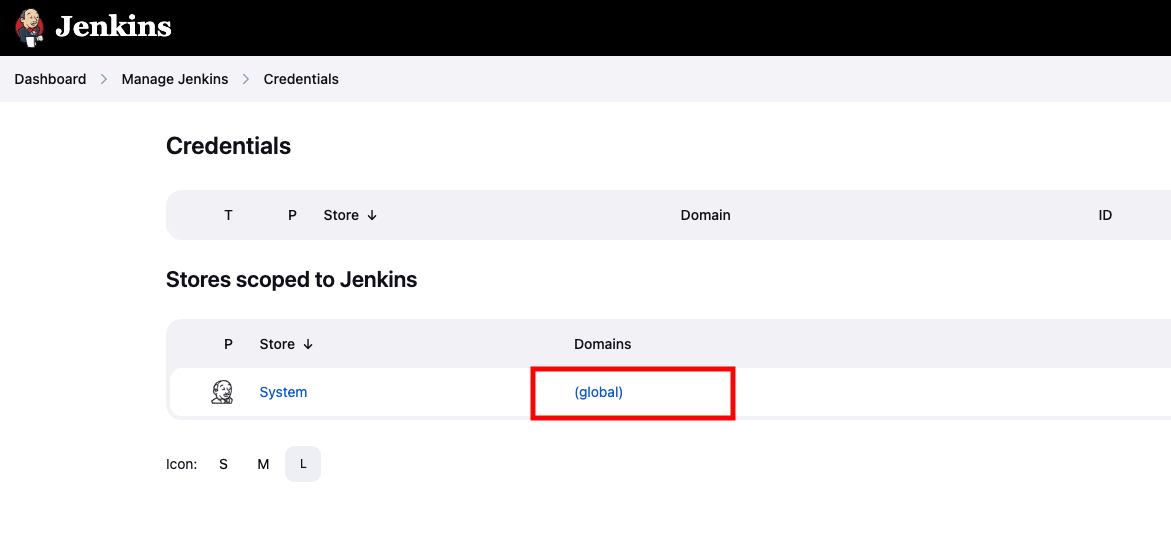 Jenkins
Dashboard > Manage Jenkins > Credentials
Credentials
T P Store ↓ Domain ID
Stores scoped to Jenkins
P Store ↓ Domains
System (global)
Icon: S M L